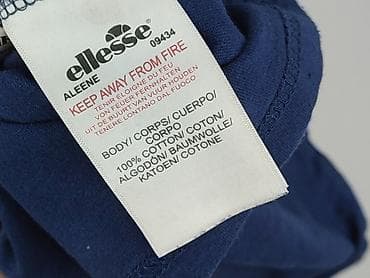 ellesse
ALEENE 09434
KEEP AWAY FROM FIRE
TENIR ELOIGNE DU FEU
VON FEUER FERNHALTEN
UIT DE BUURT VAN VUUR HOUDEN
TENERE LONTANO DAL FUOCO
BODY/ CORPS/ CUERPO/
CORPO
100% COTTON/ COTON/
ALGODÓN/ BAUMWOLLE/
KATOEN/ COTONE